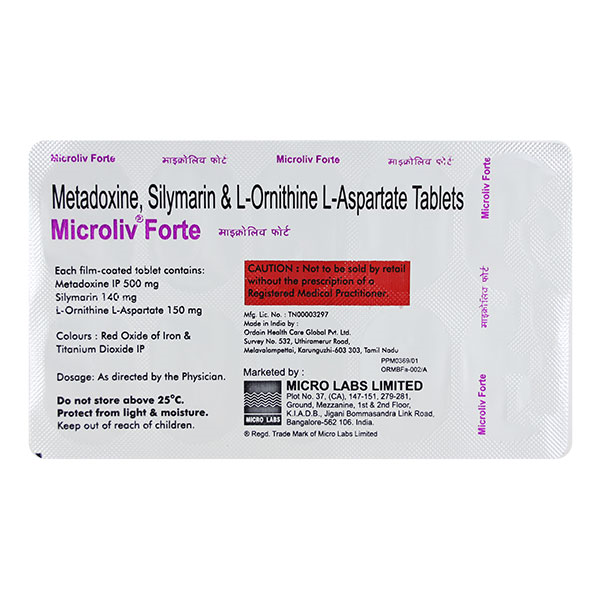 Microliv Forte माइक्रोलिव फोर्ट Microliv Forte माइक्रोलिव फोर्ट
Metadoxine, Silymarin & L-Ornithine L-Aspartate Tablets
Microliv® Forte माइक्रोलिव फोर्ट
Each film-coated tablet contains:
Metadoxine IP 500 mg
Silymarin 140 mg
L-Ornithine L-Aspartate 150 mg
Colours : Red Oxide of Iron &
Titanium Dioxide IP
Dosage: As directed by the Physician.
Do not store above 25°C.
Protect from light & moisture.
Keep out of reach of children.
CAUTION : Not to be sold by retail
without the prescription of a
Registered Medical Practitioner.
Mfg. Lic. No. : TN00003297
Made in India by :
Ordain Health Care Global Pvt. Ltd.
Survey No. 532, Uthiramerur Road,
Melavalampettai, Karunguzhi-603 303, Tamil Nadu
PPM0369/01
ORMBFs-002/A
Marketed by :
MICRO LABS
MICRO LABS LIMITED
Plot No. 37, (CA), 147-151, 279-281,
Ground, Mezzanine, 1st & 2nd Floor,
K.I.A.D.B., Jigani Bommasandra Link Road,
Bangalore-562 106. India.
® Regd. Trade Mark of Micro Labs Limited
Microliv Forte
माइक्रोलिव फोर्ट
Microliv Forte